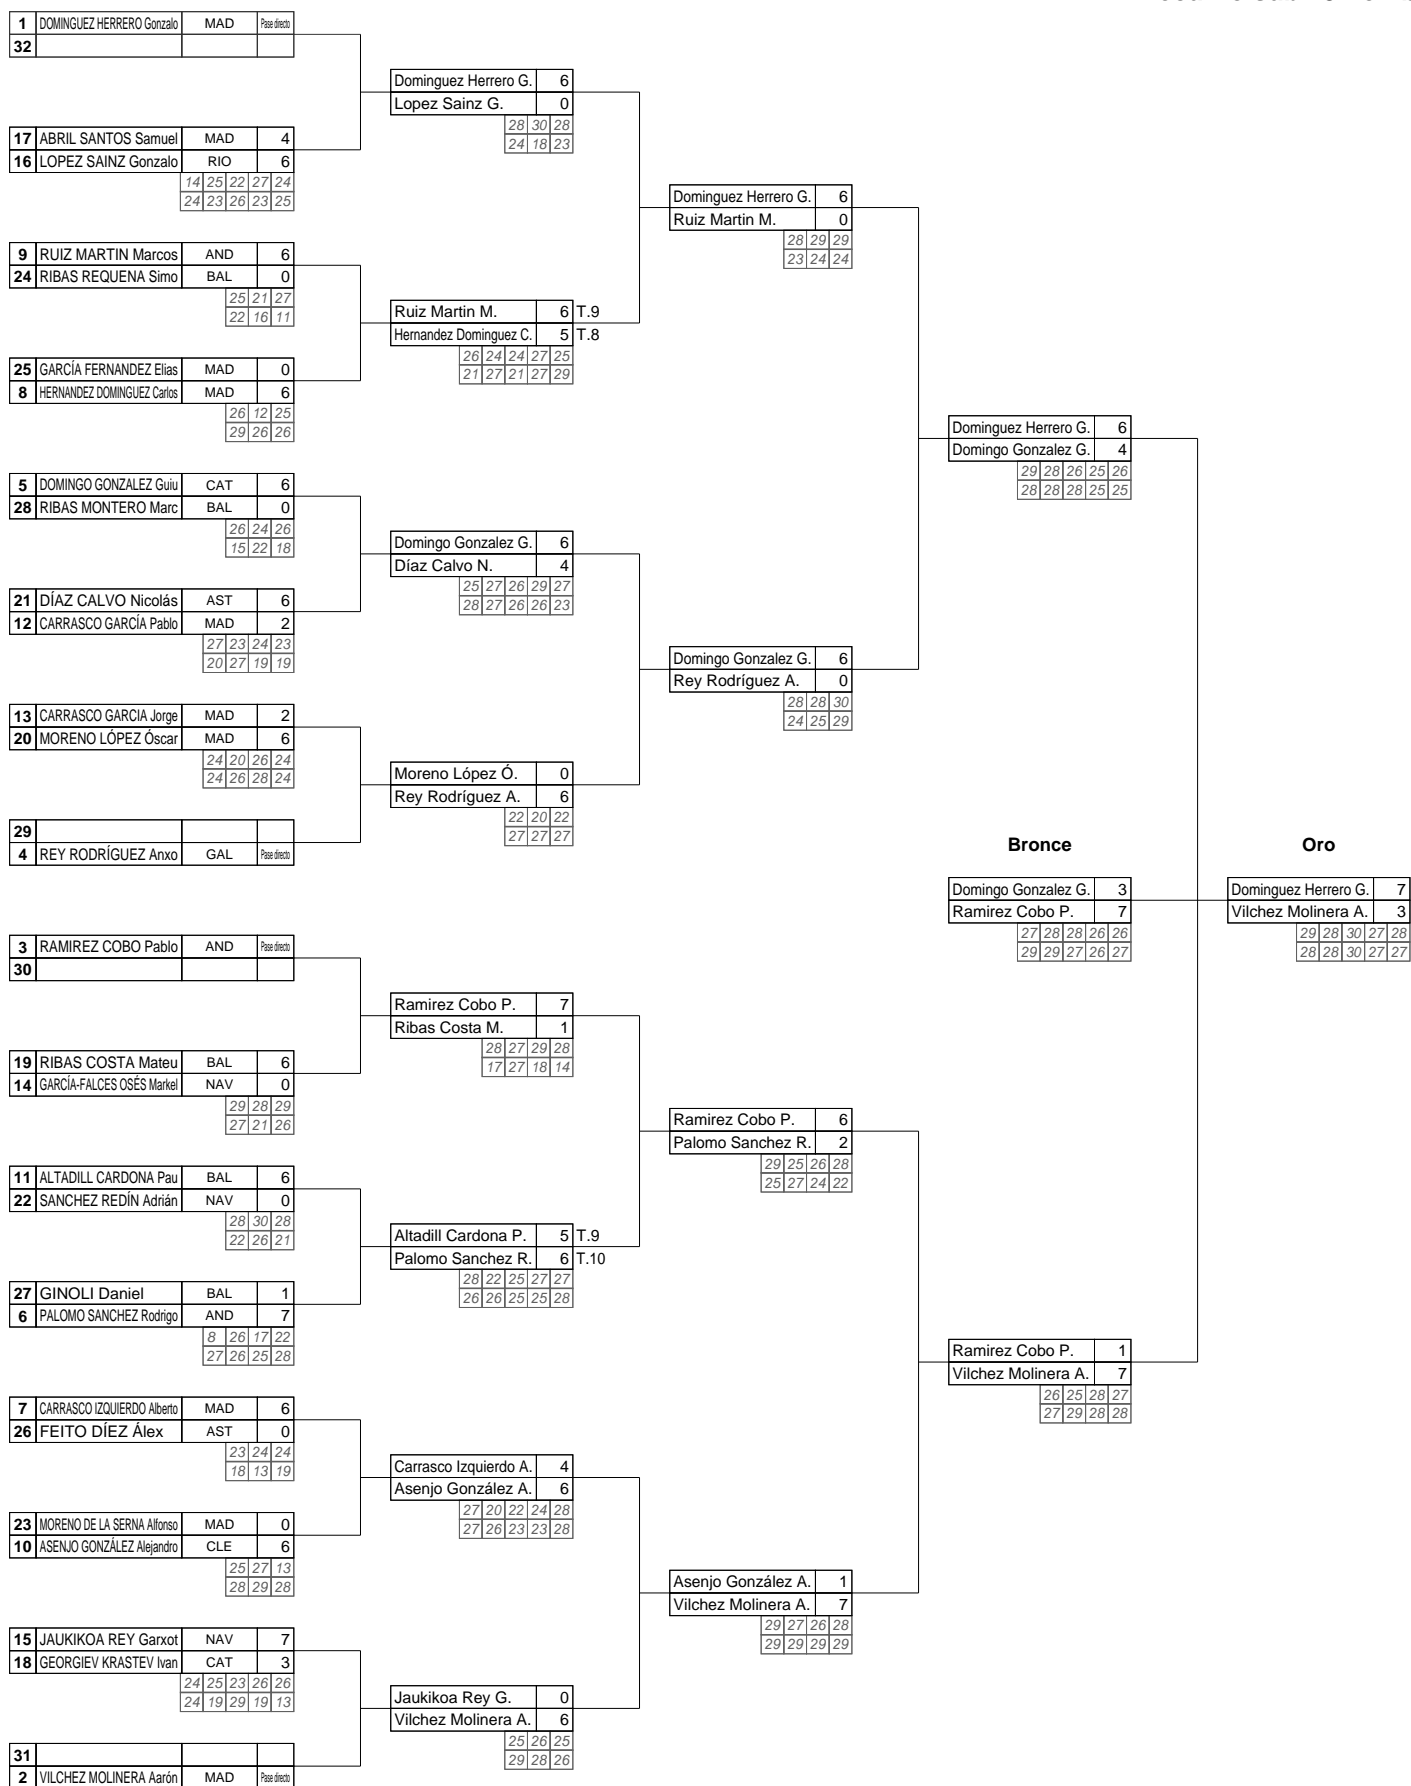 1 DOMINGUEZ HERRERO Gonzalo MAD Pase directo
32
17 ABRIL SANTOS Samuel MAD 4
16 LOPEZ SAINZ Gonzalo RIO 6
14 25 22 27 24
24 23 26 23 25
9 RUIZ MARTIN Marcos AND 6
24 RIBAS REQUENA Simo BAL 0
25 21 27
22 16 11
25 GARCÍA FERNANDEZ Elias MAD 0
8 HERNANDEZ DOMINGUEZ Carlos MAD 6
26 12 25
29 26 26
5 DOMINGO GONZALEZ Guiu CAT 6
28 RIBAS MONTERO Marc BAL 0
26 24 26
15 22 18
21 DÍAZ CALVO Nicolás AST 6
12 CARRASCO GARCÍA Pablo MAD 2
27 23 24 23
20 27 19 19
13 CARRASCO GARCIA Jorge MAD 2
20 MORENO LÓPEZ Óscar MAD 6
24 20 26 24
24 26 28 24
29
4 REY RODRÍGUEZ Anxo GAL Pase directo
3 RAMIREZ COBO Pablo AND Pase directo
30
19 RIBAS COSTA Mateu BAL 6
14 GARCÍA-FALCES OSÉS Markel NAV 0
29 28 29
27 21 26
11 ALTADILL CARDONA Pau BAL 6
22 SANCHEZ REDÍN Adrián NAV 0
28 30 28
22 26 21
27 GINOLI Daniel BAL 1
6 PALOMO SANCHEZ Rodrigo AND 7
8 26 17 22
27 26 25 28
7 CARRASCO IZQUIERDO Alberto MAD 6
26 FEITO DÍEZ Álex AST 0
23 24 24
18 13 19
23 MORENO DE LA SERNA Alfonso MAD 0
10 ASENJO GONZÁLEZ Alejandro CLE 6
25 27 13
28 29 28
15 JAUKIKOA REY Garxot NAV 7
18 GEORGIEV KRASTEV Ivan CAT 3
24 25 23 26 26
24 19 29 19 13
31
2 VILCHEZ MOLINERA Aarón MAD Pase directo
Dominguez Herrero G. 6
Lopez Sainz G. 0
28 30 28
24 18 23
Ruiz Martin M. 6 T.9
Hernandez Dominguez C. 5 T.8
26 24 24 27 25
21 27 21 27 29
Domingo Gonzalez G. 6
Díaz Calvo N. 4
25 27 26 29 27
28 27 26 26 23
Moreno López Ó. 0
Rey Rodríguez A. 6
22 20 22
27 27 27
Ramirez Cobo P. 7
Ribas Costa M. 1
28 27 29 28
17 27 18 14
Altadill Cardona P. 5 T.9
Palomo Sanchez R. 6 T.10
28 22 25 27 27
26 26 25 25 28
Carrasco Izquierdo A. 4
Asenjo González A. 6
27 20 22 24 28
27 26 23 23 28
Jaukikoa Rey G. 0
Vilchez Molinera A. 6
25 26 25
29 28 26
Dominguez Herrero G. 6
Ruiz Martin M. 0
28 29 29
23 24 24
Domingo Gonzalez G. 6
Rey Rodríguez A. 0
28 28 30
24 25 29
Ramirez Cobo P. 6
Palomo Sanchez R. 2
29 25 26 28
25 27 24 22
Asenjo González A. 1
Vilchez Molinera A. 7
29 27 26 28
29 29 29 29
Dominguez Herrero G. 6
Domingo Gonzalez G. 4
29 28 26 25 26
28 28 28 25 25
Ramirez Cobo P. 1
Vilchez Molinera A. 7
26 25 28 27
27 29 28 28
Bronce
Domingo Gonzalez G. 3
Ramirez Cobo P. 7
27 28 28 26 26
29 29 27 26 27
Oro
Dominguez Herrero G. 7
Vilchez Molinera A. 3
29 28 30 27 28
28 28 30 27 27